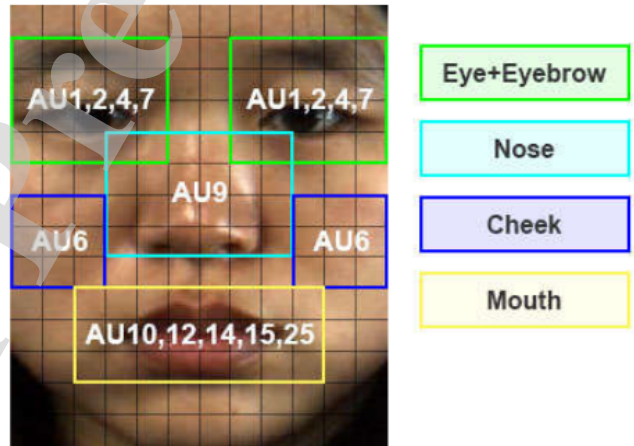 AU1,2,4,7
AU1,2,4,7
AU9
AU6
AU6
AU10,12,14,15,25
Eye+Eyebrow
Nose
Cheek
Mouth